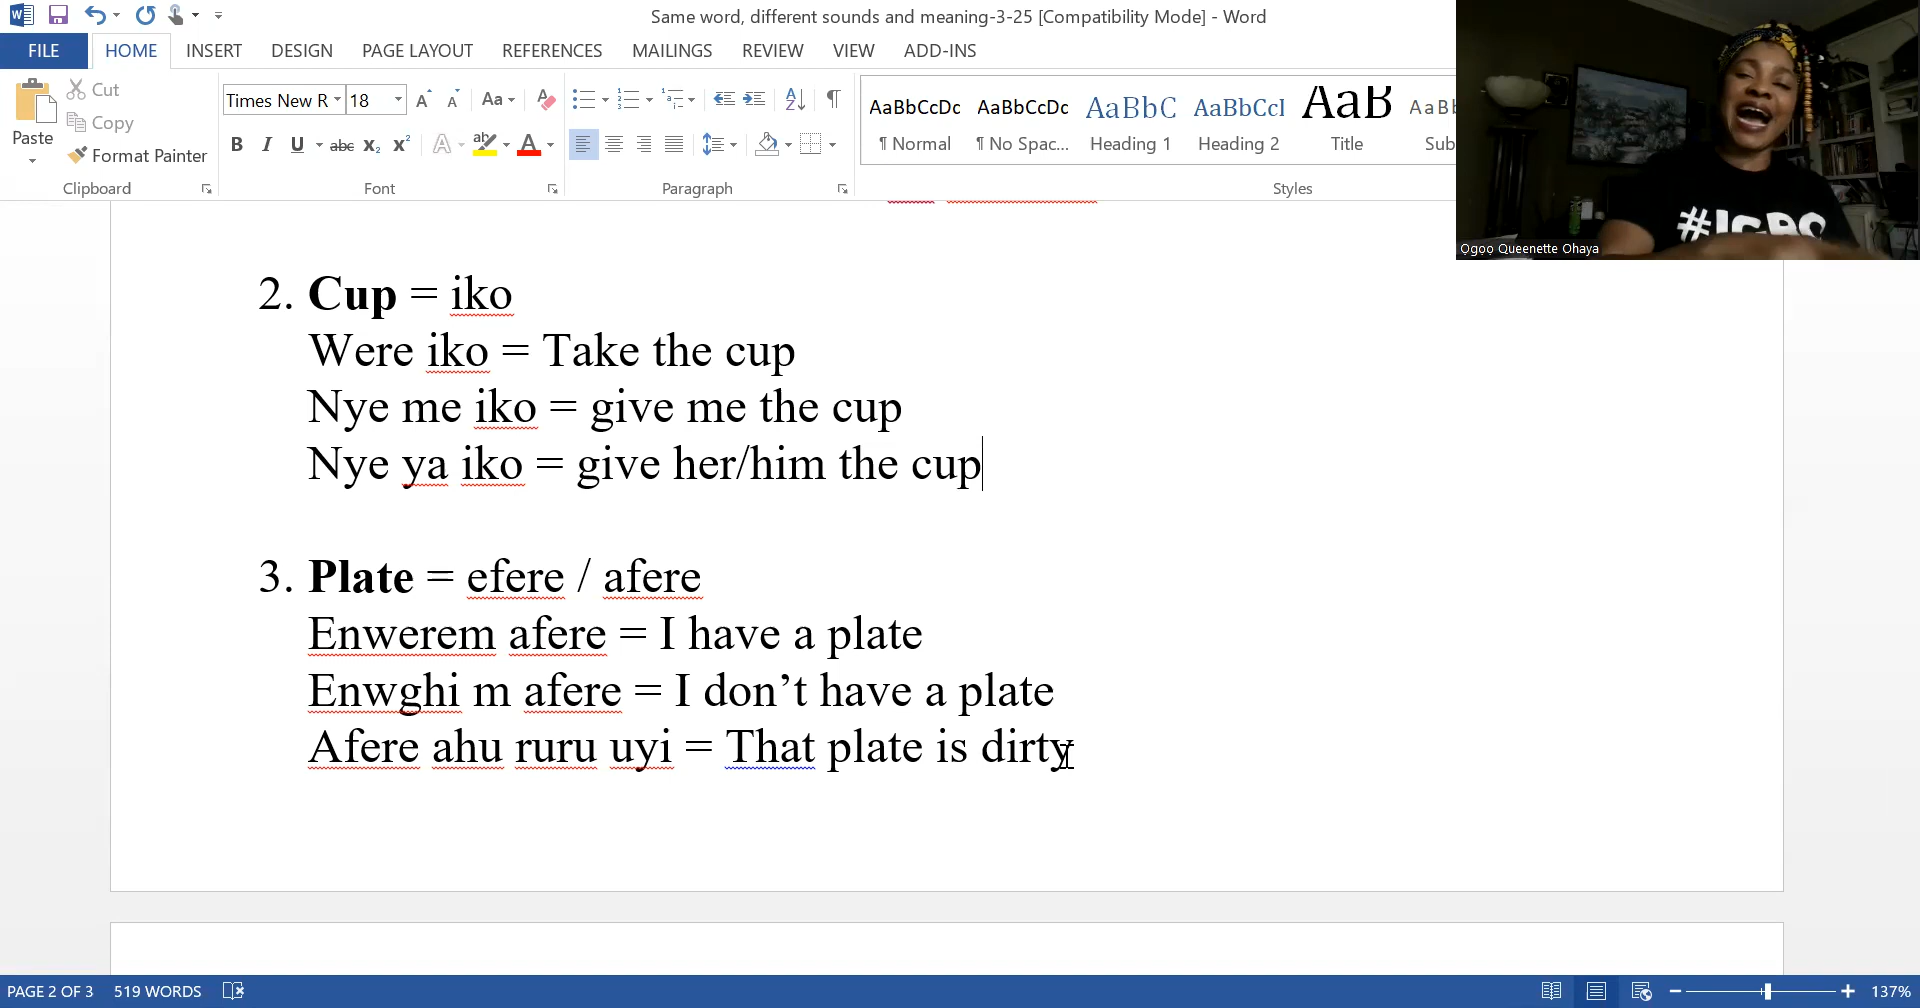 Same word, different sounds and meaning-3-25 [Compatibility Mode] - Word
FILE HOME INSERT DESIGN PAGE LAYOUT REFERENCES MAILINGS REVIEW VIEW ADD-INS
Paste
Cut
Copy
Format Painter
Clipboard
Times New R 18
Font
Paragraph
AaBbCcDc ¶ Normal
AaBbCcDc ¶ No Spac...
AaBbC Heading 1
AaBbCcI Heading 2
AaB Title
AaBb Sub
Styles
Ọgọọ Queenette Ohaya
2. Cup = iko
Were iko = Take the cup
Nye me iko = give me the cup
Nye ya iko = give her/him the cup
3. Plate = efere / afere
Enwerem afere = I have a plate
Enwghi m afere = I don’t have a plate
Afere ahu ruru uyi = That plate is dirty
PAGE 2 OF 3 519 WORDS
137%